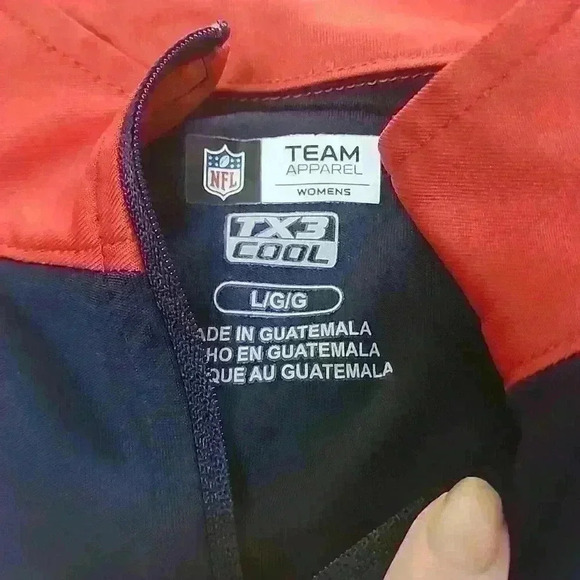 NFL
TEAM
APPAREL
WOMENS
TX3
COOL
L/G/G
ADE IN GUATEMALA
HO EN GUATEMALA
QUE AU GUATEMALA